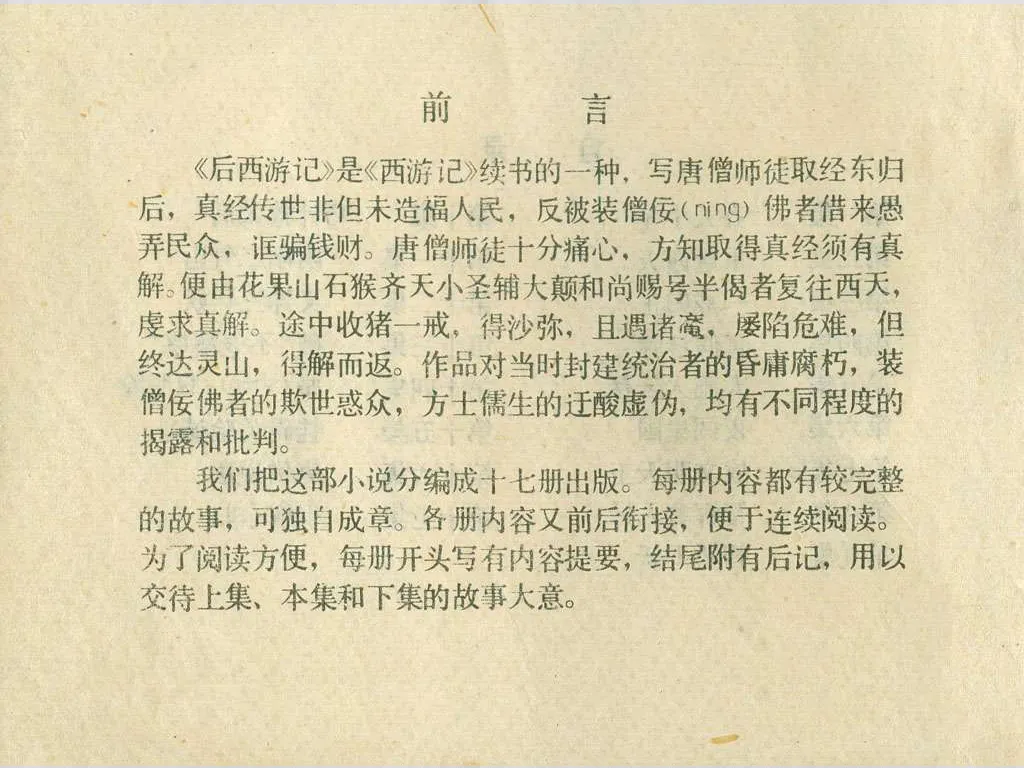 前 言
《后西游记》是《西游记》续书的一种，写唐僧师徒取经东归
后，真经传世非但未造福人民，反被装僧佞(ning)佛者借来愚
弄民众，诓骗钱财。唐僧师徒十分痛心，方知取得真经须有真
解。便由花果山石猴齐天小圣辅大颠和尚赐号半偈者复往西天，
虔求真解。途中收猪一戒，得沙弥，且遇诸魔，屡陷危难，但
终达灵山，得解而返。作品对当时封建统治者的昏庸腐朽，装
僧佞佛者的欺世惑众，方士儒生的迂酸虚伪，均有不同程度的
揭露和批判。
我们把这部小说分编成十七册出版。每册内容都有较完整
的故事，可独自成章。各册内容又前后衔接，便于连续阅读。
为了阅读方便，每册开头写有内容提要，结尾附有后记，用以
交待上集、本集和下集的故事大意。